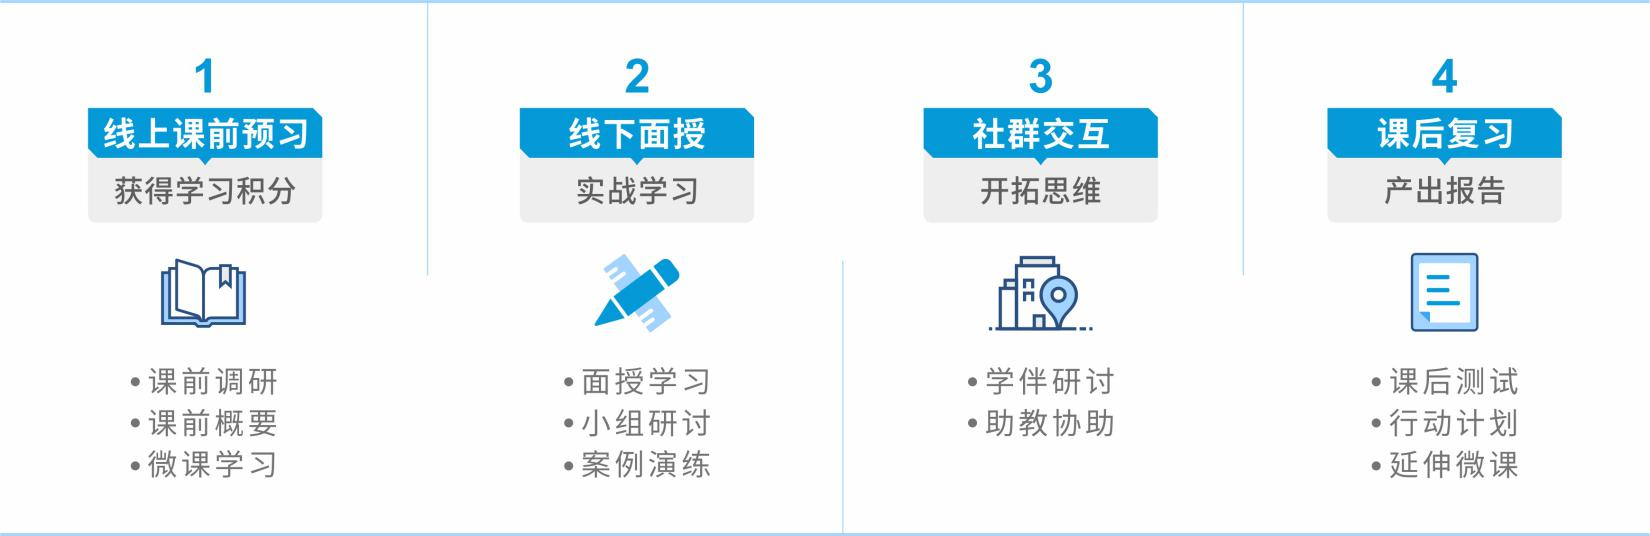 1
线上课前预习
获得学习积分
• 课前调研
• 课前概要
• 微课学习
2
线下面授
实战学习
• 面授学习
• 小组研讨
• 案例演练
3
社群交互
开拓思维
• 学伴研讨
• 助教协助
4
课后复习
产出报告
• 课后测试
• 行动计划
• 延伸微课